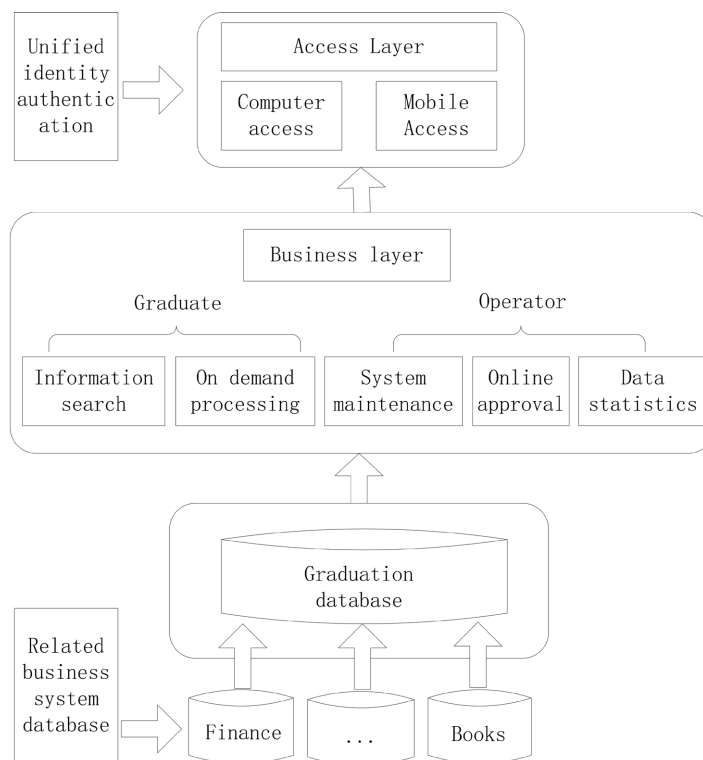 Unified
identity
authentic
ation
Access Layer
Computer
access
Mobile
Access
Business layer
Graduate
Operator
Information
search
On demand
processing
System
maintenance
Online
approval
Data
statistics
Graduation
database
Related
business
system
database
Finance
...
Books